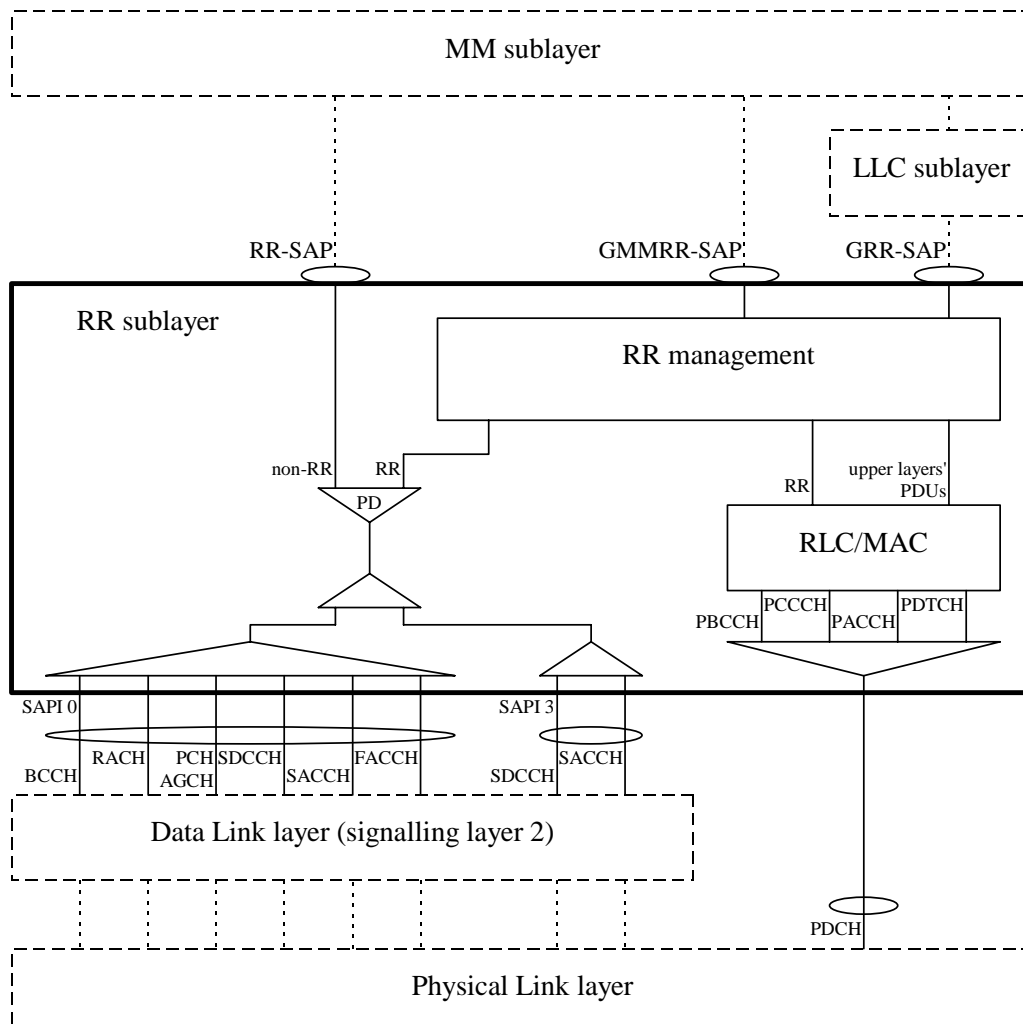 MM sublayer
LLC sublayer
RR-SAP
GMMRR-SAP
GRR-SAP
RR sublayer
RR management
non-RR
RR
PD
RR
upper layers'
PDUs
RLC/MAC
PBCCH
PCCCH
PACCH
PDTCH
SAPI 0
SAPI 3
BCCH
RACH
PCH
AGCH
SDCCH
SACCH
FACCH
SDCCH
SACCH
Data Link layer (signalling layer 2)
PDCH
Physical Link layer